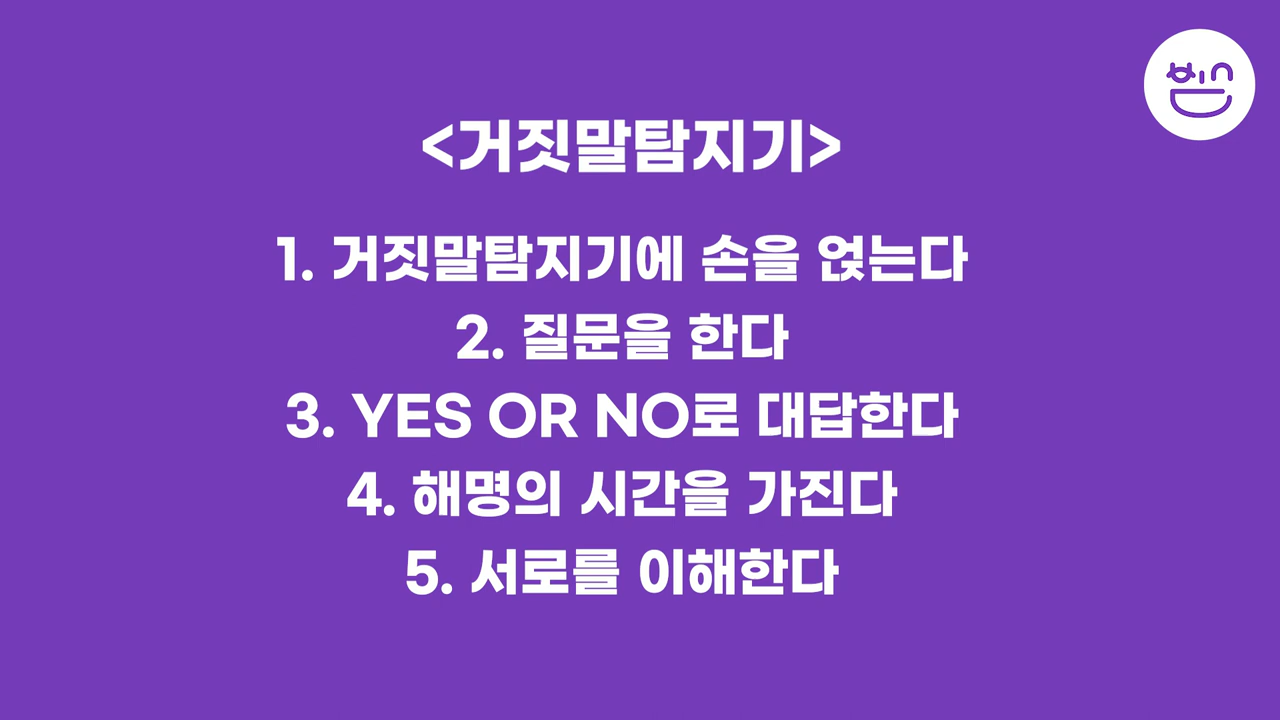 <거짓말탐지기>
1. 거짓말탐지기에 손을 얹는다
2. 질문을 한다
3. YES OR NO로 대답한다
4. 해명의 시간을 가진다
5. 서로를 이해한다